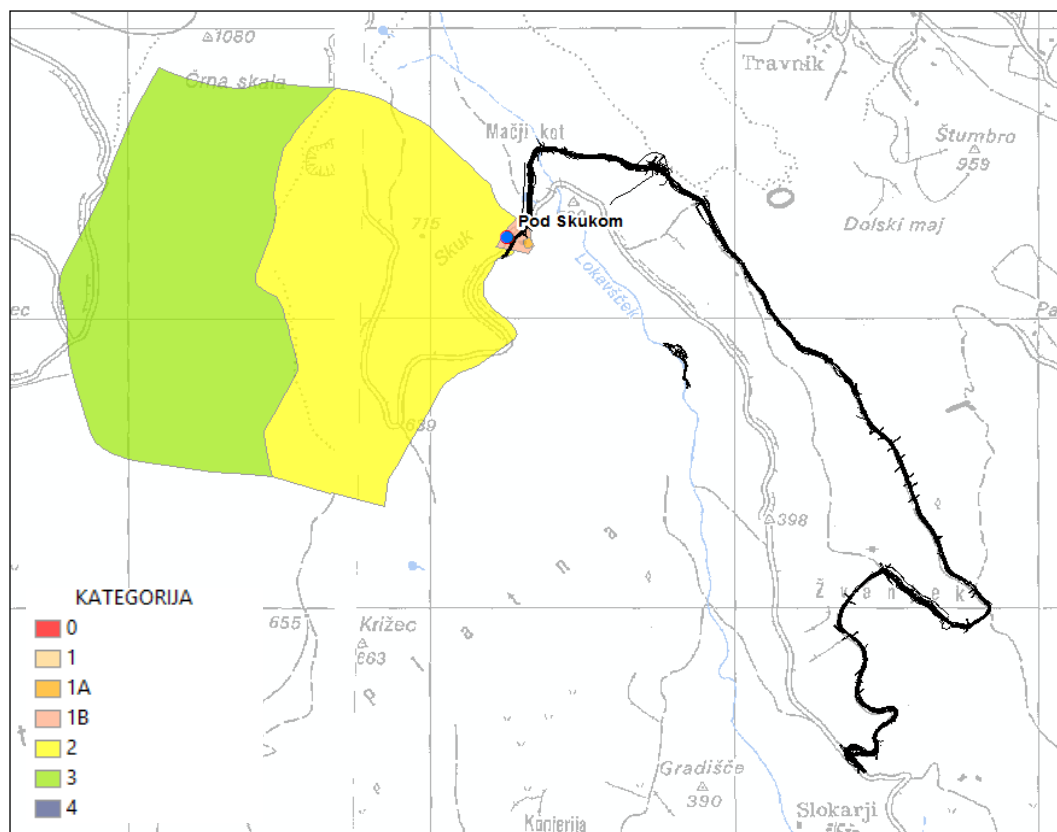 1080
Črna skala
Travnik
Mačji kot
Štumbro
959
Pod Skukom
Dolski maj
715
Skuk
Lokavšček
ec
Pa
639
398
Žvanek
KATEGORIJA
0
655
Križec
663
1
1A
p l a t n a
1B
2
Gradišče
3
390
Slokarji
4
Konjerija